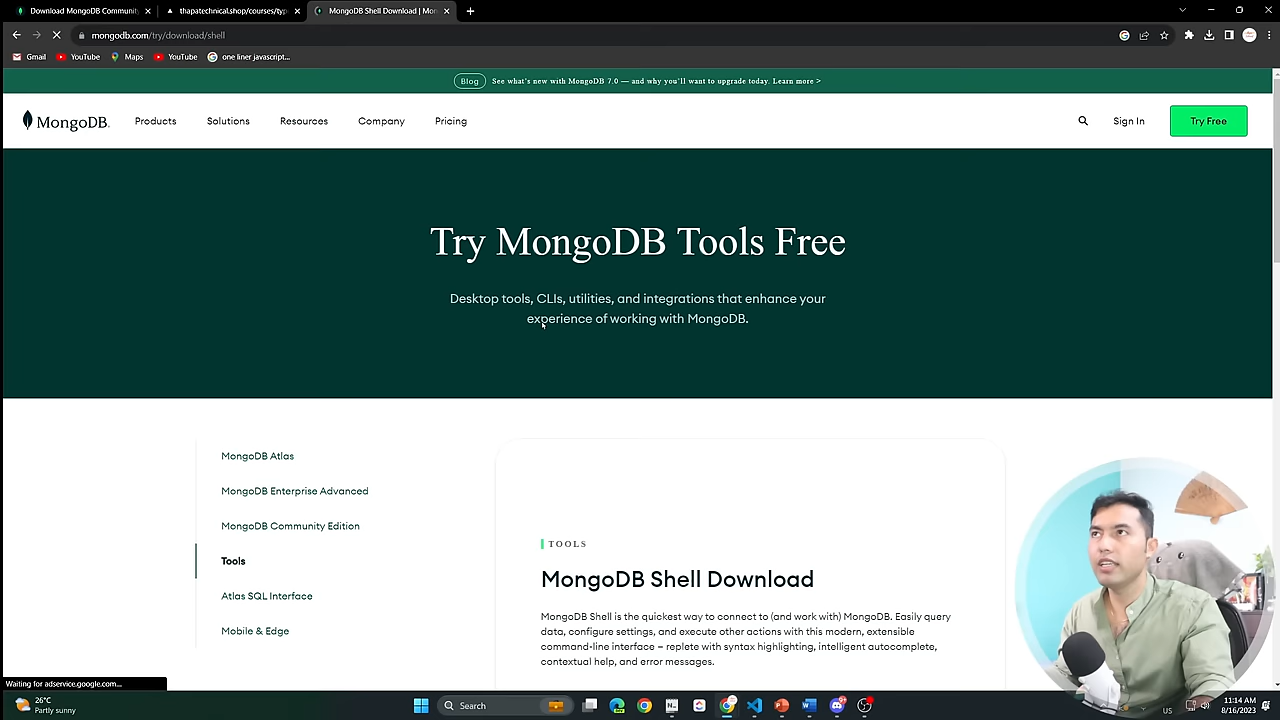 Download MongoDB Community
thapatechnical.shop/courses/typ
MongoDB Shell Download | Mon
mongodb.com/try/download/shell
Gmail
YouTube
Maps
YouTube
one liner javascript...
Blog
See what's new with MongoDB 7.0 — and why you'll want to upgrade today. Learn more >
MongoDB.
Products
Solutions
Resources
Company
Pricing
Sign In
Try Free
Try MongoDB Tools Free
Desktop tools, CLIs, utilities, and integrations that enhance your
experience of working with MongoDB.
MongoDB Atlas
MongoDB Enterprise Advanced
MongoDB Community Edition
Tools
Atlas SQL Interface
Mobile & Edge
TOOLS
MongoDB Shell Download
MongoDB Shell is the quickest way to connect to (and work with) MongoDB. Easily query
data, configure settings, and execute other actions with this modern, extensible
command-line interface – replete with syntax highlighting, intelligent autocomplete,
contextual help, and error messages.
Waiting for adservice.google.com...
26°C
Partly sunny
Search
US
11:14 AM
8/16/2023